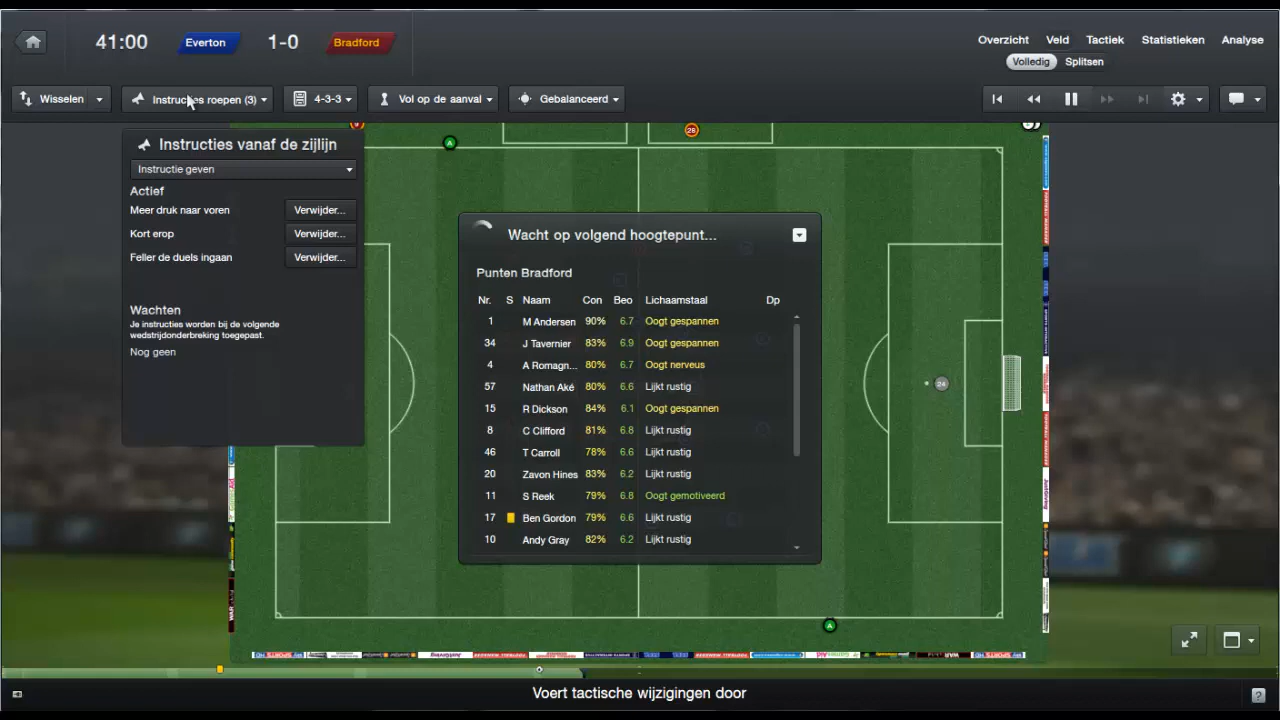 41:00 Everton 1-0 Bradford
Overzicht Veld Tactiek Statistieken Analyse
Volledig Splitsen
Wisselen Instructies roepen (3) 4-3-3 Vol op de aanval Gebalanceerd
Instructies vanaf de zijlijn
Instructie geven
Actief
Meer druk naar voren Verwijder...
Kort erop Verwijder...
Feller de duels ingaan Verwijder...
Wachten
Je instructies worden bij de volgende
wedstrijdonderbreking toegepast.
Nog geen
Wacht op volgend hoogtepunt...
Punten Bradford
Nr. S Naam Con Beo Lichaamstaal Dp
1 M Andersen 90% 6.7 Oogt gespannen
34 J Tavernier 83% 6.9 Oogt gespannen
4 A Romagn... 80% 6.7 Oogt nerveus
57 Nathan Aké 80% 6.6 Lijkt rustig
15 R Dickson 84% 6.1 Oogt gespannen
8 C Clifford 81% 6.8 Lijkt rustig
46 T Carroll 78% 6.6 Lijkt rustig
20 Zavon Hines 83% 6.2 Lijkt rustig
11 S Reek 79% 6.8 Oogt gemotiveerd
17 Ben Gordon 79% 6.6 Lijkt rustig
10 Andy Gray 82% 6.2 Lijkt rustig
A
28
24
A
Voert tactische wijzigingen door
?